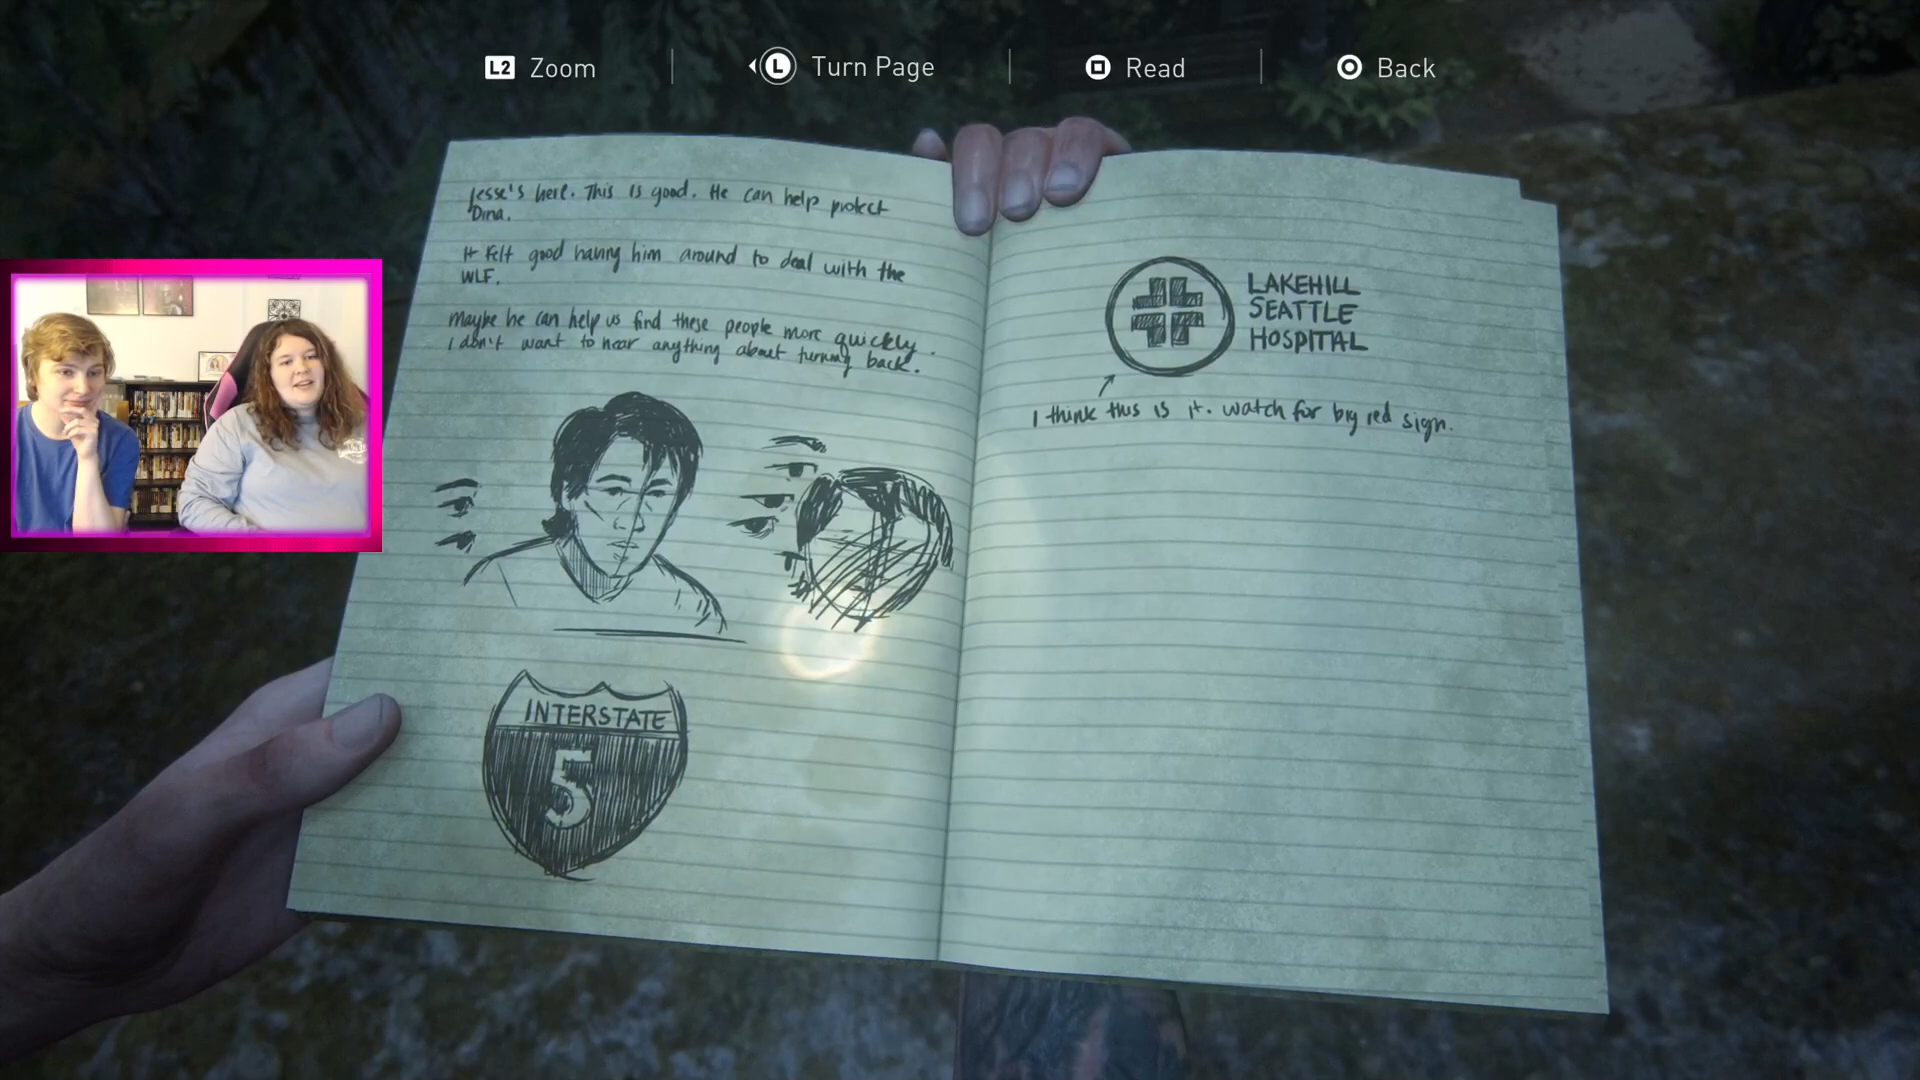 L2 Zoom
L Turn Page
Read
Back
Jesse's here. This is good. He can help protect
Dina.
It felt good having him around to deal with the
WLF.
Maybe he can help us find these people more quickly.
I don't want to hear anything about turning back.
INTERSTATE
5
LAKEHILL
SEATTLE
HOSPITAL
I think this is it. watch for big red sign.